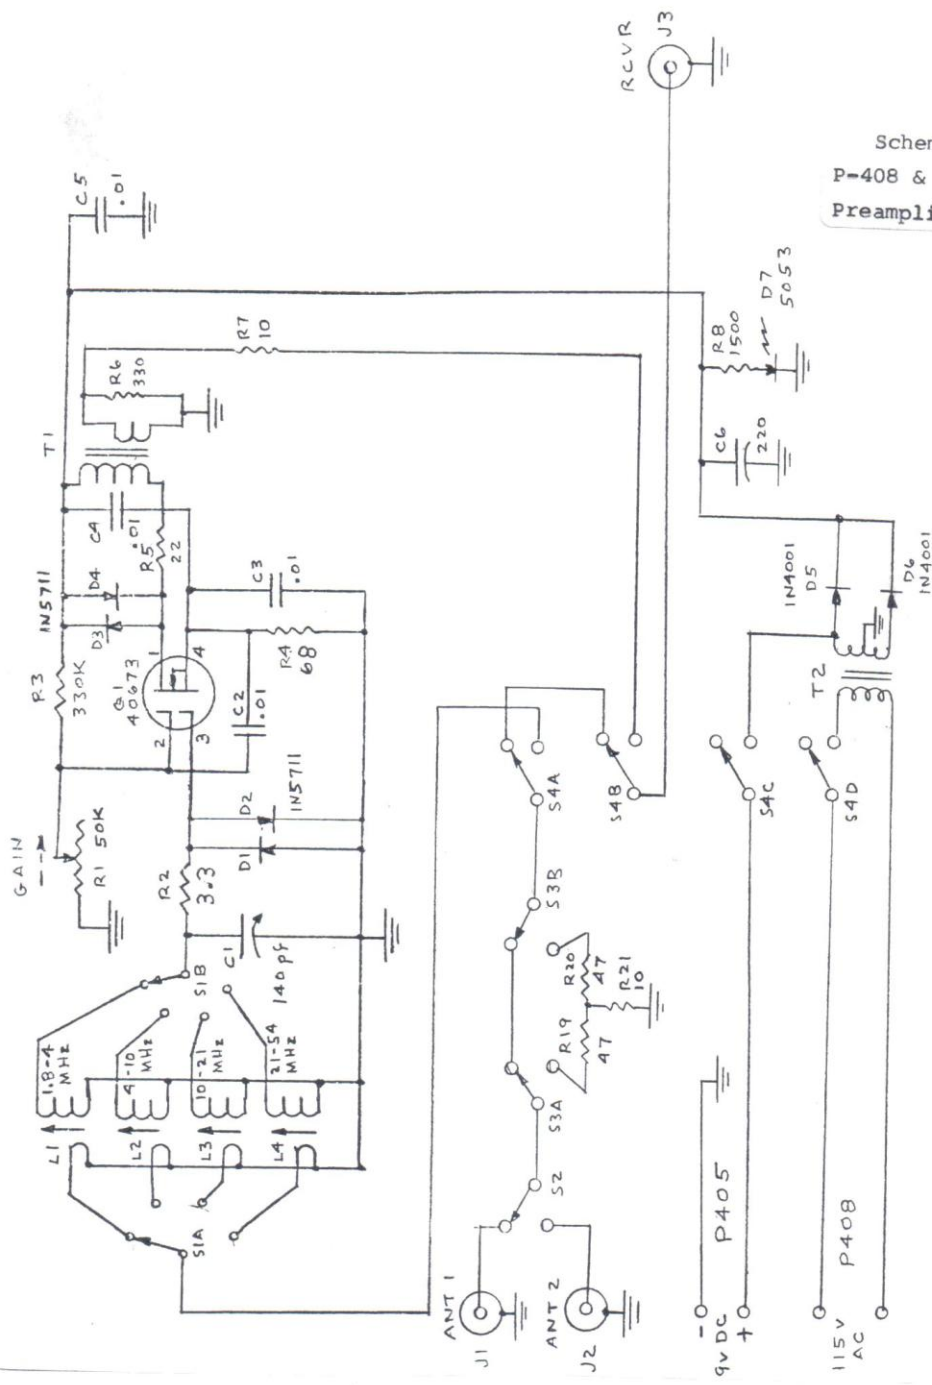 Schem
P-408 &
Preampli
RCVR
J3
C5
.01
R7
10
R6
330
T1
C4
.01
R5
22
1N5711
D4
D3
C3
.01
R4
68
R3
330K
Q1
40673
1
4
2
3
C2
.01
D2
1N5711
D1
GAIN
R1 50K
R2
3.3
C1
140pf
S1B
1.8-4
MHz
4-10
MHz
10-21
MHz
21-54
MHz
L1
L2
L3
L4
S1A
R8
1500
D7
5053
C6
220
1N4001
D5
D6
1N4001
T2
S4A
S4B
S4C
S4D
S3B
R20
47
R21
10
R19
47
S3A
S2
ANT 1
J1
ANT 2
J2
-
9V DC
+
P405
115V
AC
P408